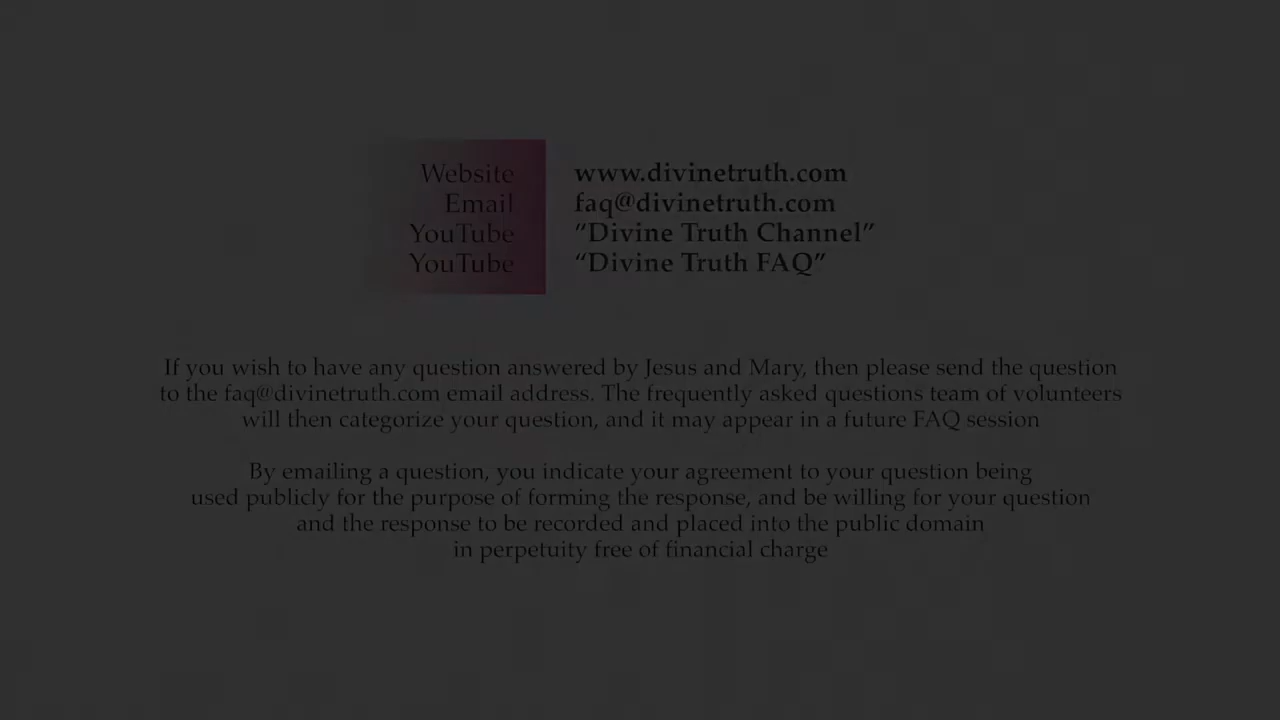 Website www.divinetruth.com
Email faq@divinetruth.com
YouTube “Divine Truth Channel”
YouTube “Divine Truth FAQ”
If you wish to have any question answered by Jesus and Mary, then please send the question
to the faq@divinetruth.com email address. The frequently asked questions team of volunteers
will then categorize your question, and it may appear in a future FAQ session
By emailing a question, you indicate your agreement to your question being
used publicly for the purpose of forming the response, and be willing for your question
and the response to be recorded and placed into the public domain
in perpetuity free of financial charge